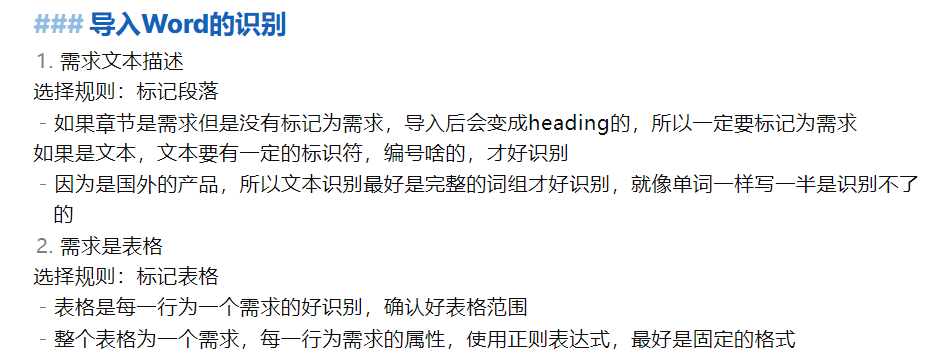 ### 导入Word的识别
1. 需求文本描述
选择规则：标记段落
- 如果章节是需求但是没有标记为需求，导入后会变成heading的，所以一定要标记为需求
如果是文本，文本要有一定的标识符，编号啥的，才好识别
- 因为是国外的产品，所以文本识别最好是完整的词组才好识别，就像单词一样写一半是识别不了
的
2. 需求是表格
选择规则：标记表格
- 表格是每一行为一个需求的好识别，确认好表格范围
- 整个表格为一个需求，每一行为需求的属性，使用正则表达式，最好是固定的格式